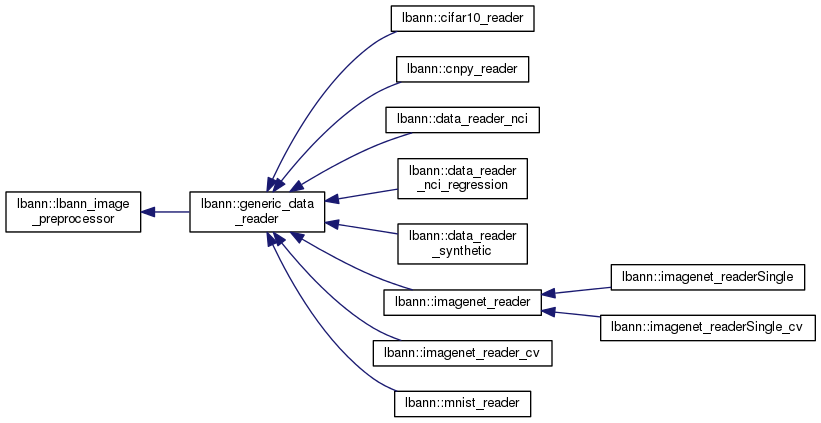 lbann::cifar10_reader
lbann::cnpy_reader
lbann::data_reader_nci
lbann::data_reader
_nci_regression
lbann::lbann_image
_preprocessor
lbann::generic_data
_reader
lbann::data_reader
_synthetic
lbann::imagenet_readerSingle
lbann::imagenet_reader
lbann::imagenet_readerSingle_cv
lbann::imagenet_reader_cv
lbann::mnist_reader